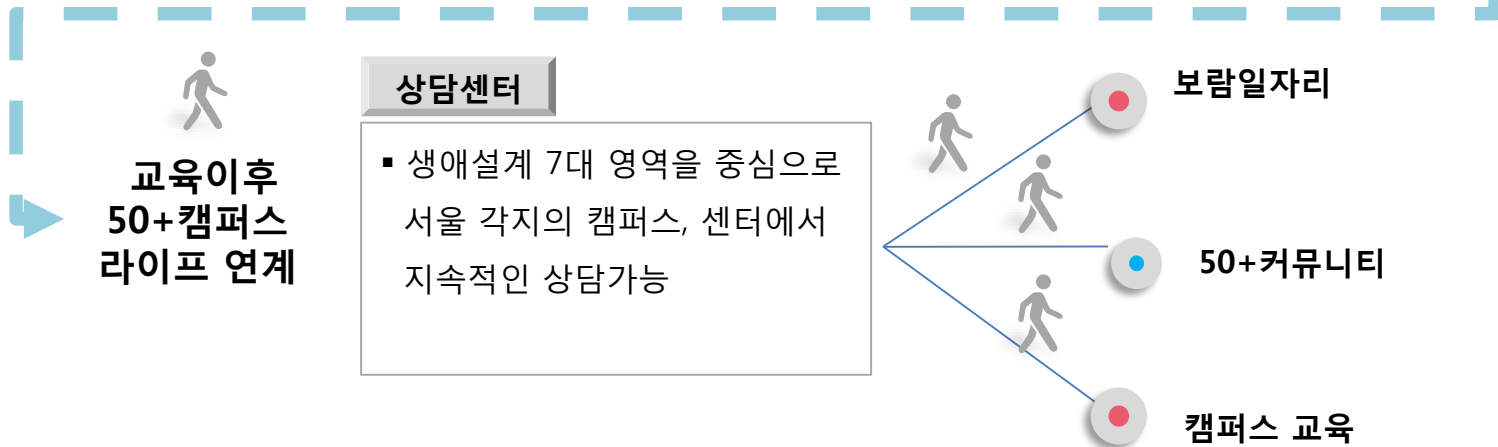 상담센터
교육이후
50+캠퍼스
라이프 연계
▪ 생애설계 7대 영역을 중심으로
서울 각지의 캠퍼스, 센터에서
지속적인 상담가능
보람일자리
50+커뮤니티
캠퍼스 교육